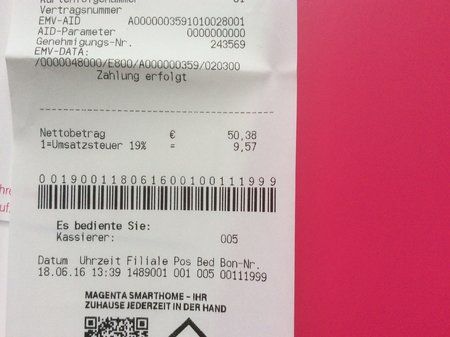 Vertragsnummer
EMV-AID A0000003591010028001
AID-Parameter 0000000000
Genehmigungs-Nr. 243569
EMV-DATA:
/0000048000/E800/A000000359/020300
Zahlung erfolgt
Nettobetrag € 50,38
1=Umsatzsteuer 19% = 9,57
001900118061600100111999
Es bediente Sie:
Kassierer: 005
Datum Uhrzeit Filiale Pos Bed Bon-Nr.
18.06.16 13:39 1489001 001 005 00111999
MAGENTA SMARTHOME - IHR
ZUHAUSE JEDERZEIT IN DER HAND